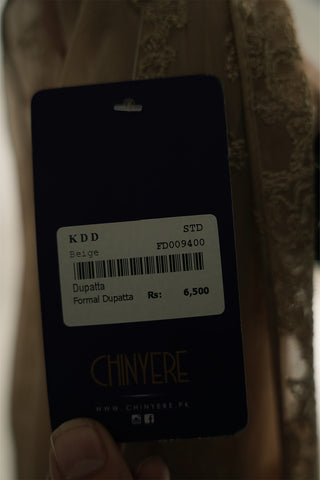 KDD STD
Beige FD009400
Dupatta
Formal Dupatta Rs: 6,500
CHINYERE
WWW.CHINYERE.PK